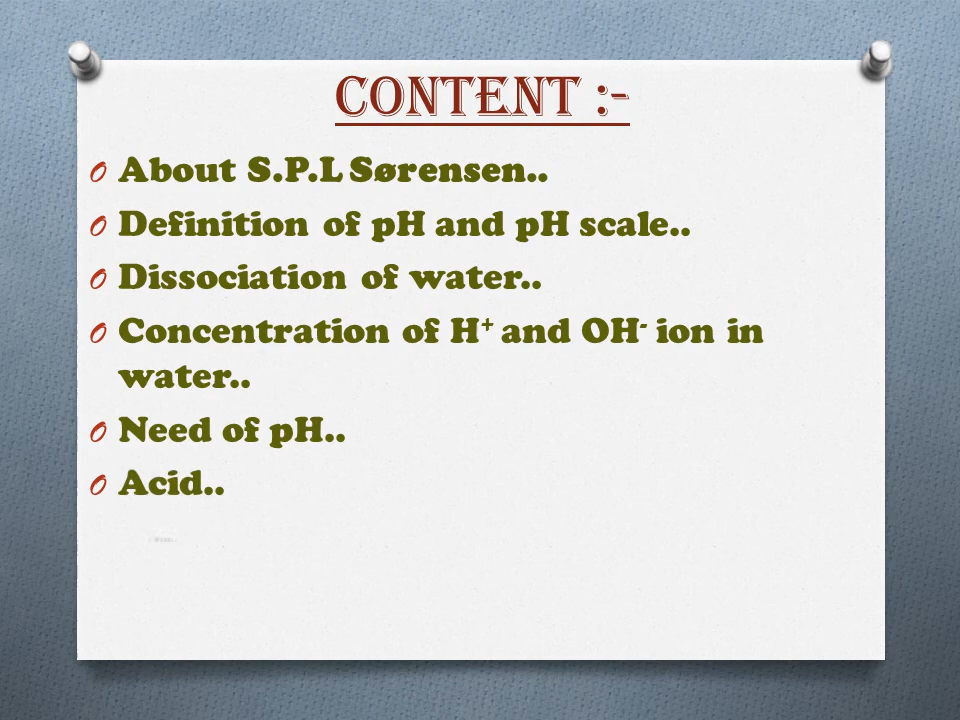 CONTENT :-
O About S.P.L Sørensen..
O Definition of pH and pH scale..
O Dissociation of water..
O Concentration of H⁺ and OH⁻ ion in
water..
O Need of pH..
O Acid..